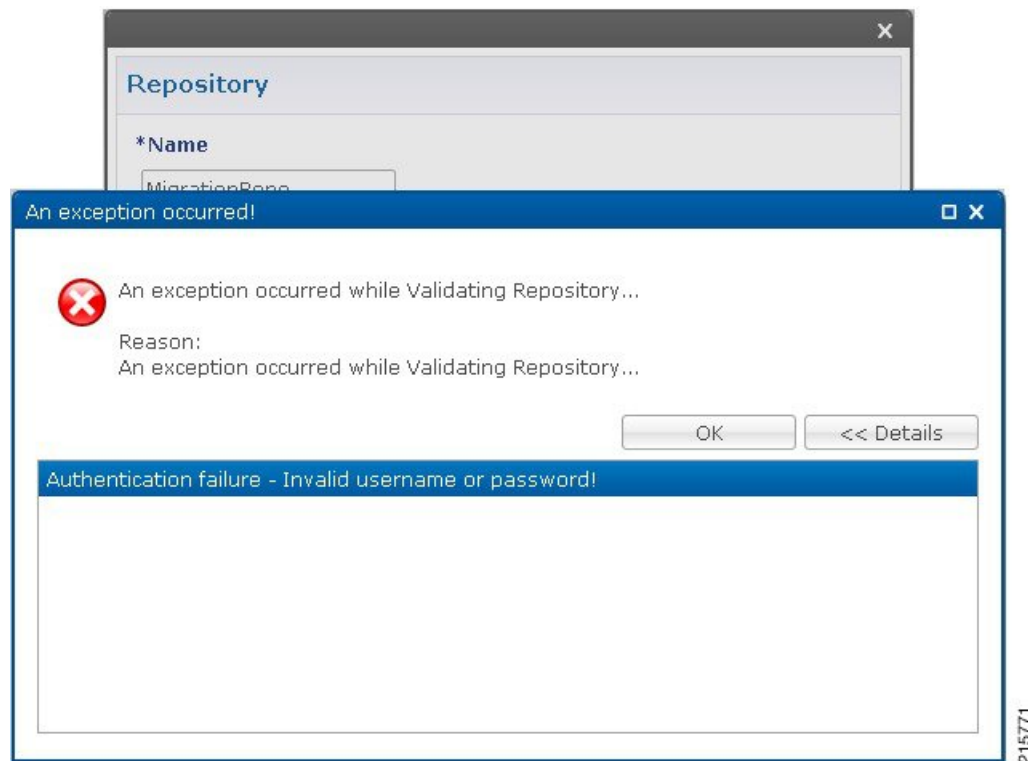 Repository
*Name
MigrationRepo
An exception occurred!
An exception occurred while Validating Repository...
Reason:
An exception occurred while Validating Repository...
OK
<< Details
Authentication failure - Invalid username or password!
215771